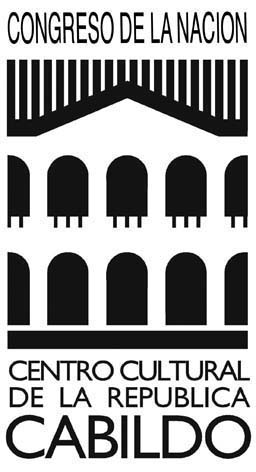 CONGRESO DE LA NACION
CENTRO CULTURAL
DE LA REPUBLICA
CABILDO